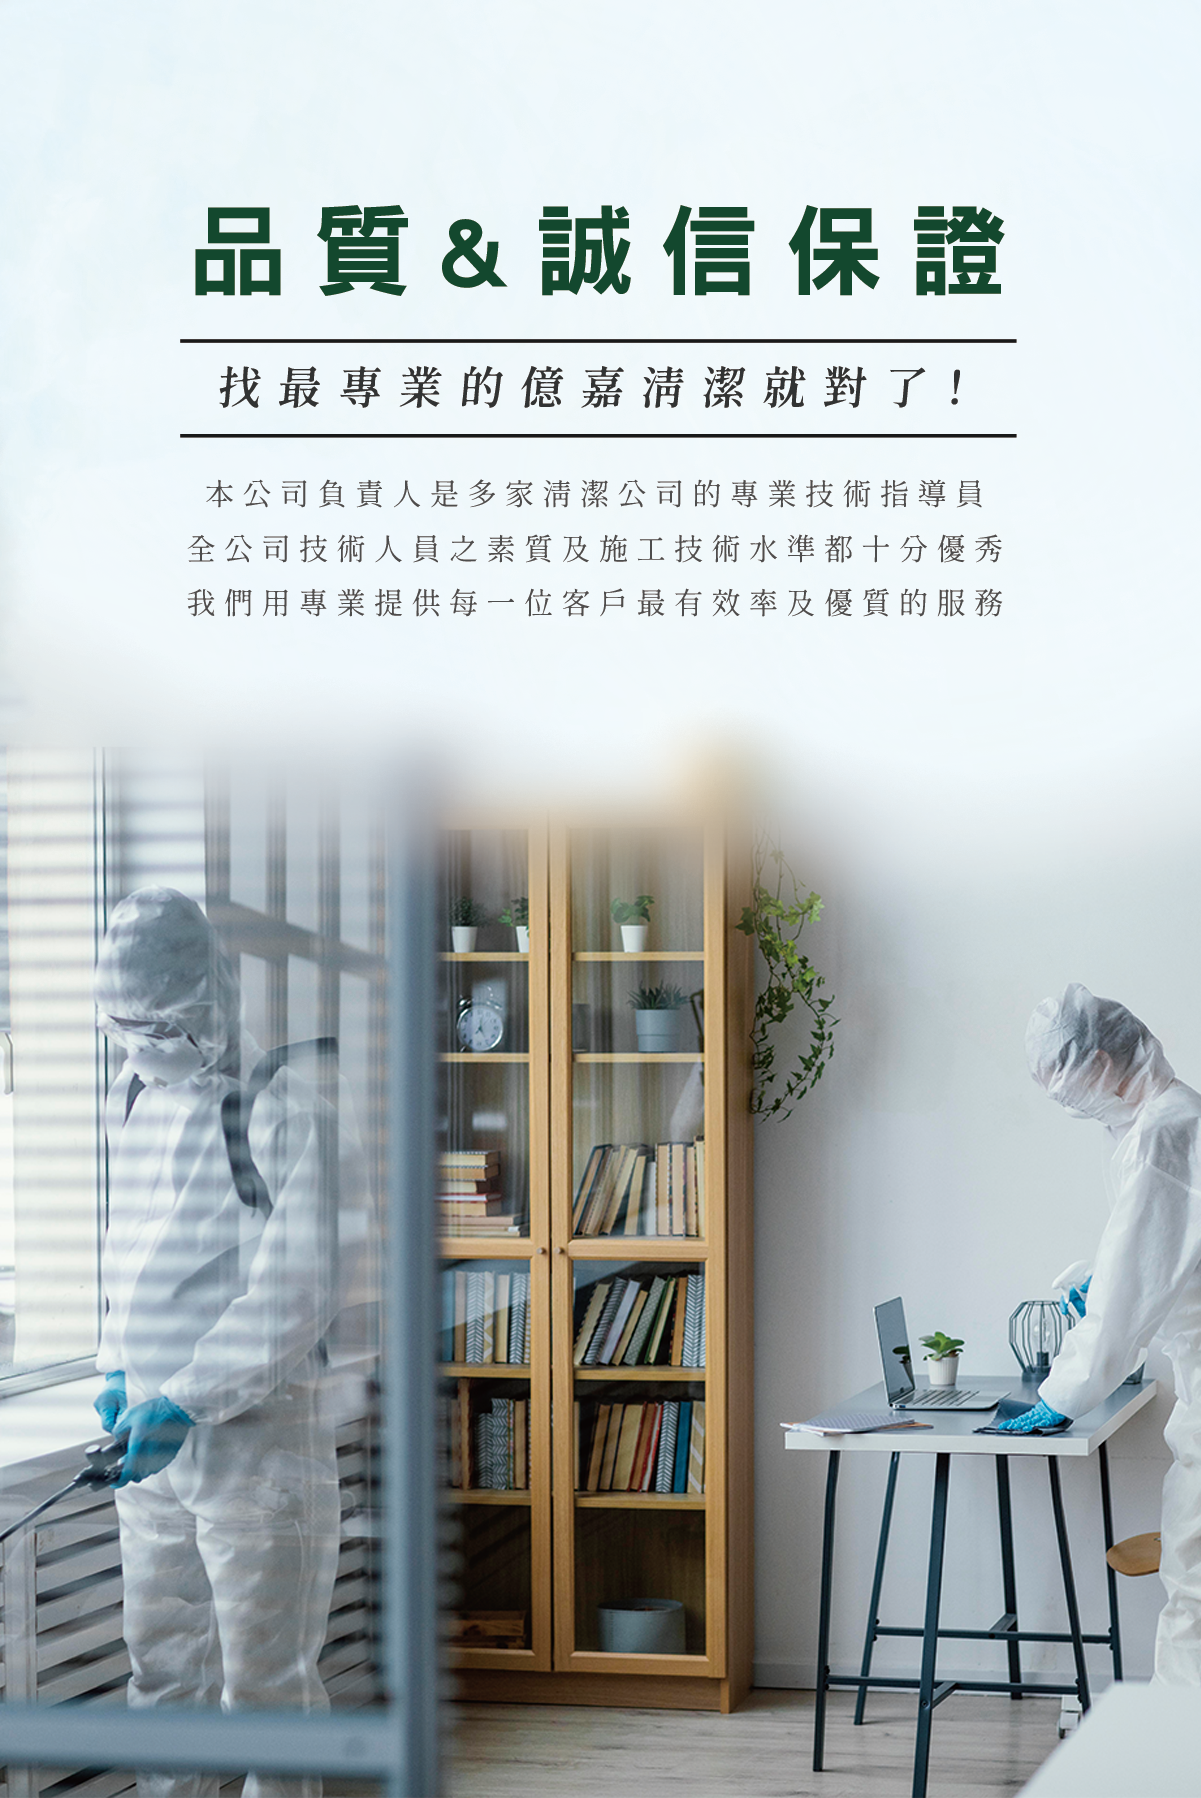 品質&誠信保證
找最專業的億嘉清潔就對了!
本公司負責人是多家清潔公司的專業技術指導員
全公司技術人員之素質及施工技術水準都十分優秀
我們用專業提供每一位客戶最有效率及優質的服務